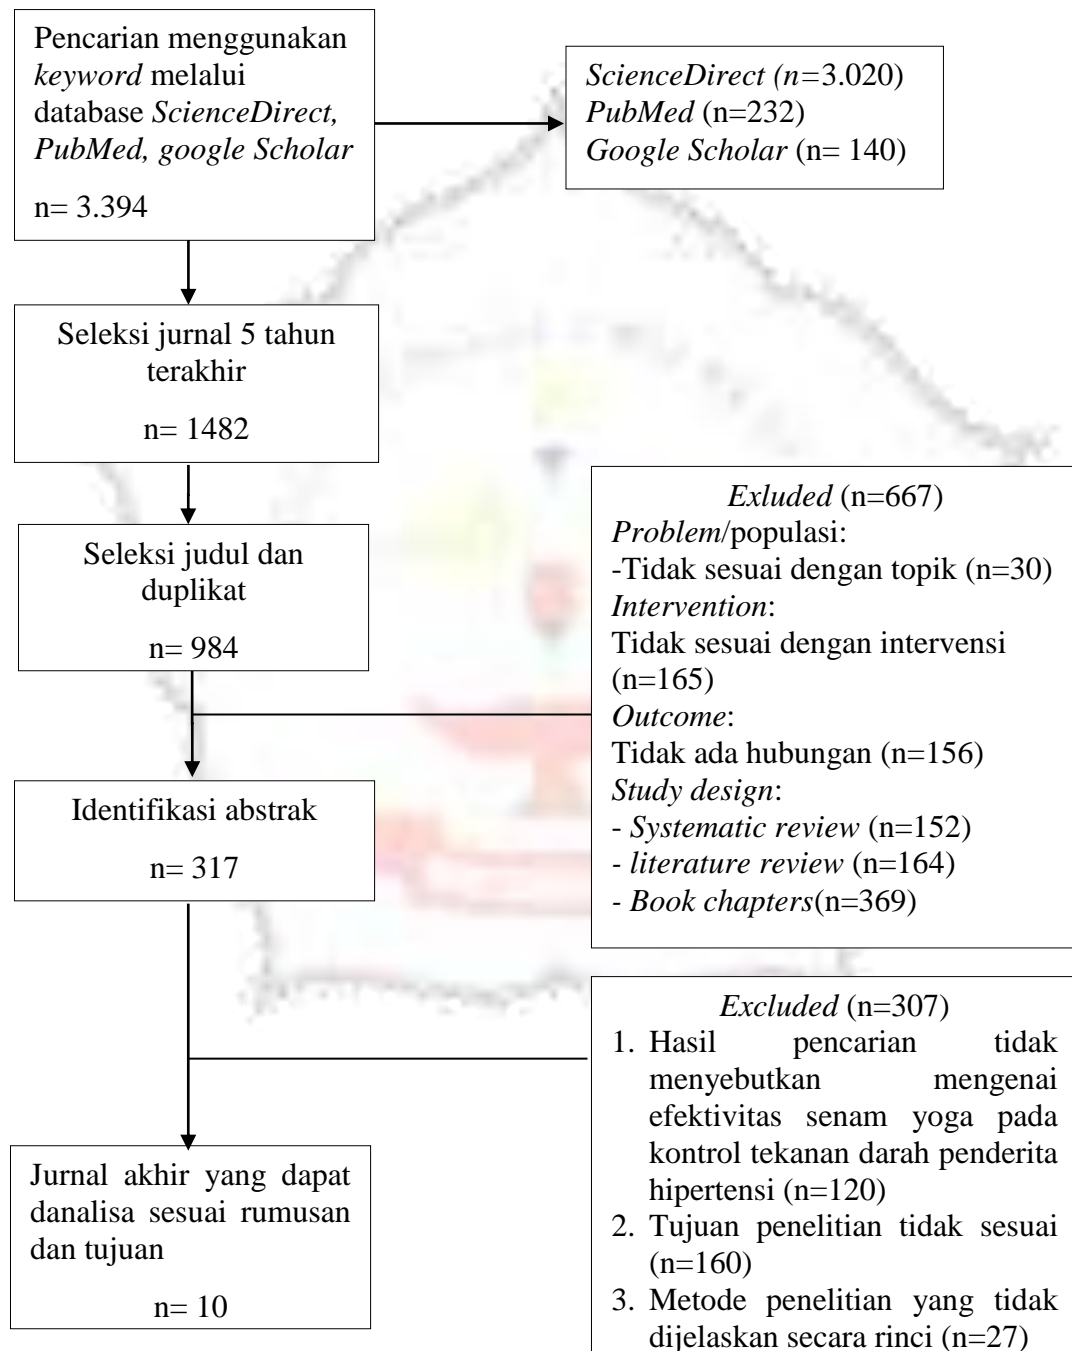 Pencarian menggunakan
keyword melalui
database ScienceDirect,
PubMed, google Scholar
n= 3.394
ScienceDirect (n=3.020)
PubMed (n=232)
Google Scholar (n= 140)
Seleksi jurnal 5 tahun
terakhir
n= 1482
Seleksi judul dan
duplikat
n= 984
Exluded (n=667)
Problem/populasi:
-Tidak sesuai dengan topik (n=30)
Intervention:
Tidak sesuai dengan intervensi
(n=165)
Outcome:
Tidak ada hubungan (n=156)
Study design:
- Systematic review (n=152)
- literature review (n=164)
- Book chapters(n=369)
Identifikasi abstrak
n= 317
Excluded (n=307)
1. Hasil pencarian tidak
menyebutkan mengenai
efektivitas senam yoga pada
kontrol tekanan darah penderita
hipertensi (n=120)
2. Tujuan penelitian tidak sesuai
(n=160)
3. Metode penelitian yang tidak
dijelaskan secara rinci (n=27)
Jurnal akhir yang dapat
danalisa sesuai rumusan
dan tujuan
n= 10